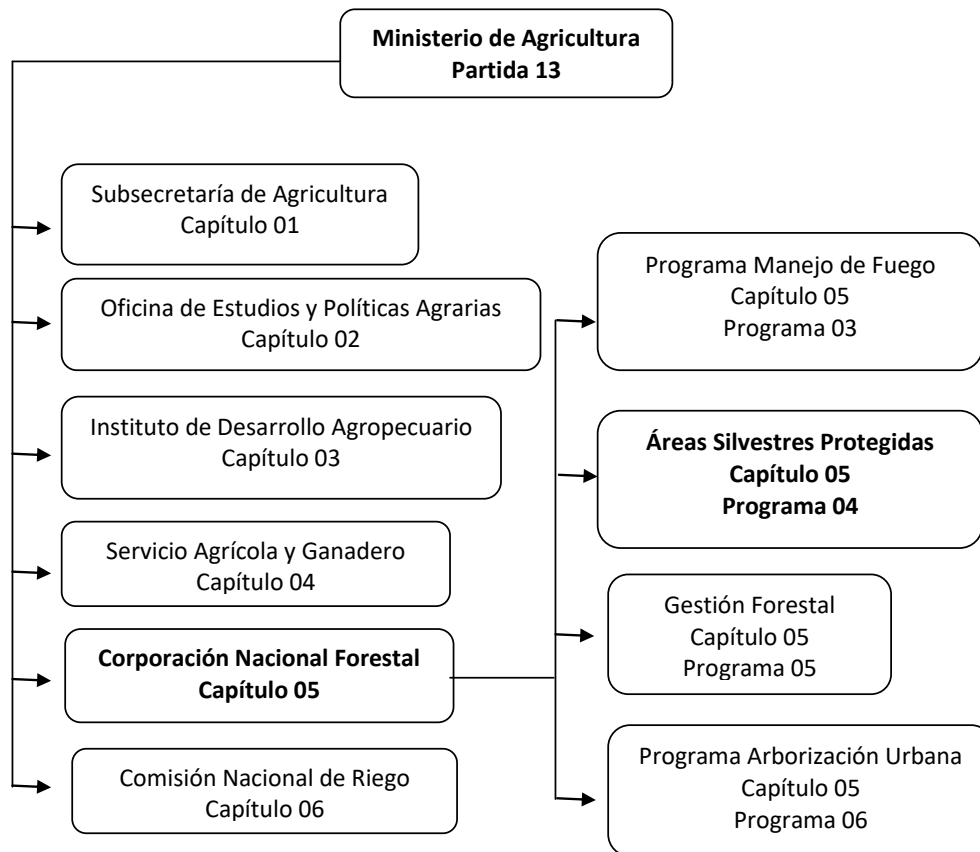 Ministerio de Agricultura
Partida 13
Subsecretaría de Agricultura
Capítulo 01
Oficina de Estudios y Políticas Agrarias
Capítulo 02
Instituto de Desarrollo Agropecuario
Capítulo 03
Servicio Agrícola y Ganadero
Capítulo 04
Corporación Nacional Forestal
Capítulo 05
Comisión Nacional de Riego
Capítulo 06
Programa Manejo de Fuego
Capítulo 05
Programa 03
Áreas Silvestres Protegidas
Capítulo 05
Programa 04
Gestión Forestal
Capítulo 05
Programa 05
Programa Arborización Urbana
Capítulo 05
Programa 06